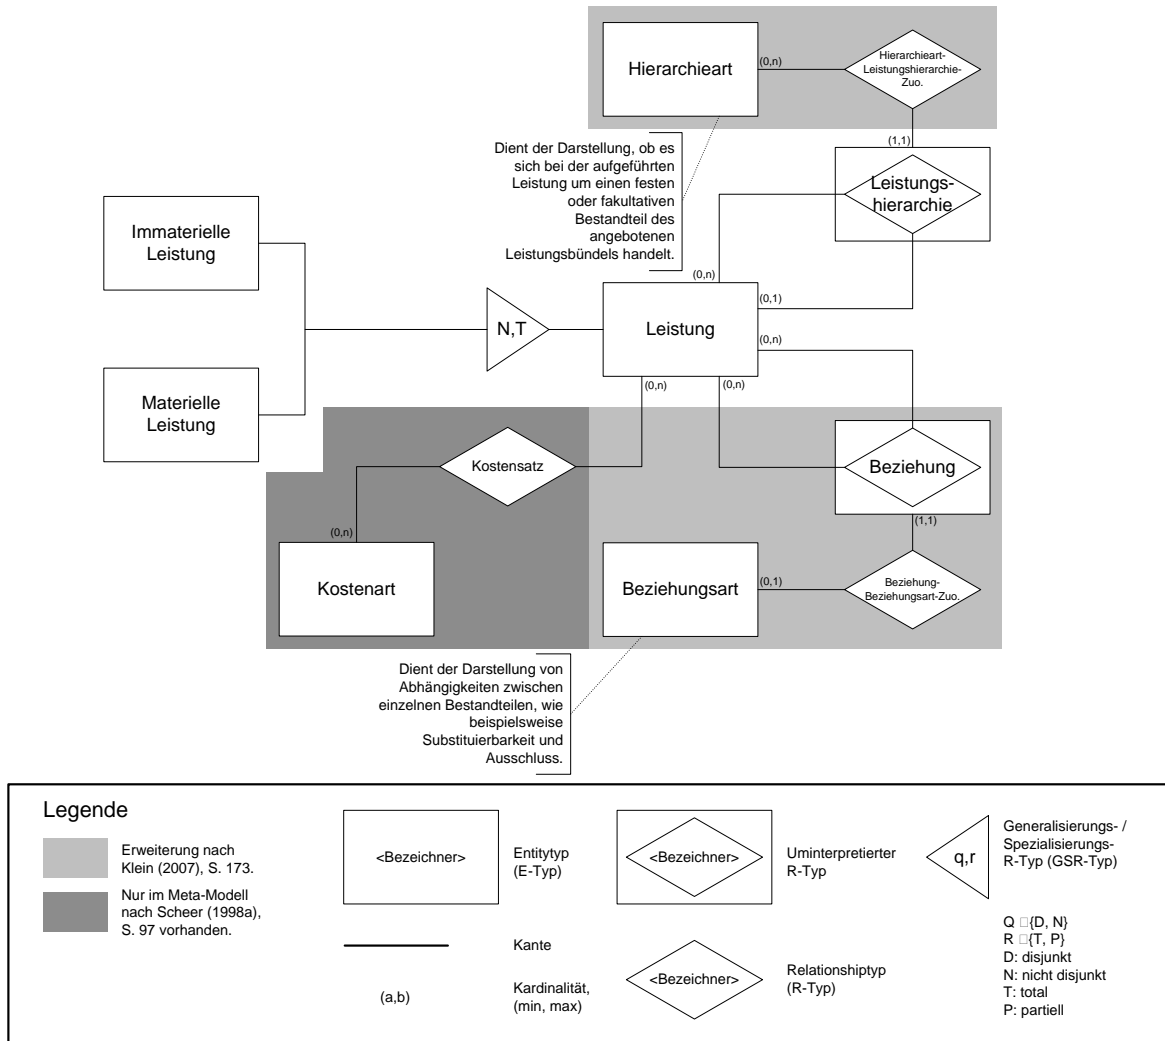 Hierarchieart
(0,n)
Hierarchieart-
Leistungshierarchie-
Zuo.
(1,1)
Dient der Darstellung, ob es
sich bei der aufgeführten
Leistung um einen festen
oder fakultativen
Bestandteil des
angebotenen
Leistungsbündels handelt.
Leistungs-
hierarchie
Immaterielle
Leistung
(0,n)
(0,1)
N,T
Leistung
(0,n)
Materielle
Leistung
(0,n)
(0,n)
Kostensatz
Beziehung
(0,n)
(1,1)
Kostenart
Beziehungsart
(0,1)
Beziehung-
Beziehungsart-Zuo.
Dient der Darstellung von
Abhängigkeiten zwischen
einzelnen Bestandteilen, wie
beispielsweise
Substituierbarkeit und
Ausschluss.
Legende
Erweiterung nach
Klein (2007), S. 173.
Nur im Meta-Modell
nach Scheer (1998a),
S. 97 vorhanden.
<Bezeichner>
Entitytyp
(E-Typ)
Kante
(a,b)
Kardinalität,
(min, max)
<Bezeichner>
Uminterpretierter
R-Typ
<Bezeichner>
Relationshiptyp
(R-Typ)
q,r
Generalisierungs- /
Spezialisierungs-
R-Typ (GSR-Typ)
Q □{D, N}
R □{T, P}
D: disjunkt
N: nicht disjunkt
T: total
P: partiell